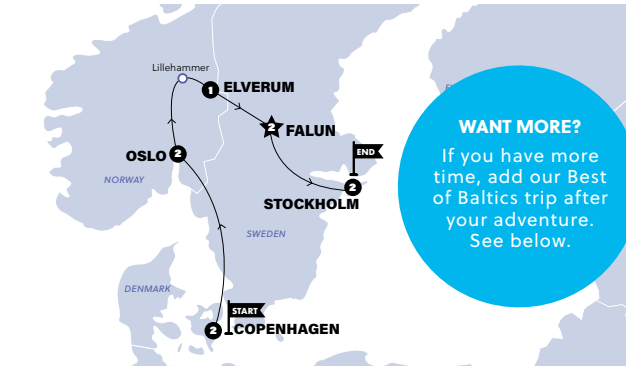 Lillehammer
1 ELVERUM
2 FALUN
END
OSLO 2
2
STOCKHOLM
NORWAY
SWEDEN
DENMARK
START
2 COPENHAGEN
WANT MORE?
If you have more
time, add our Best
of Baltics trip after
your adventure.
See below.